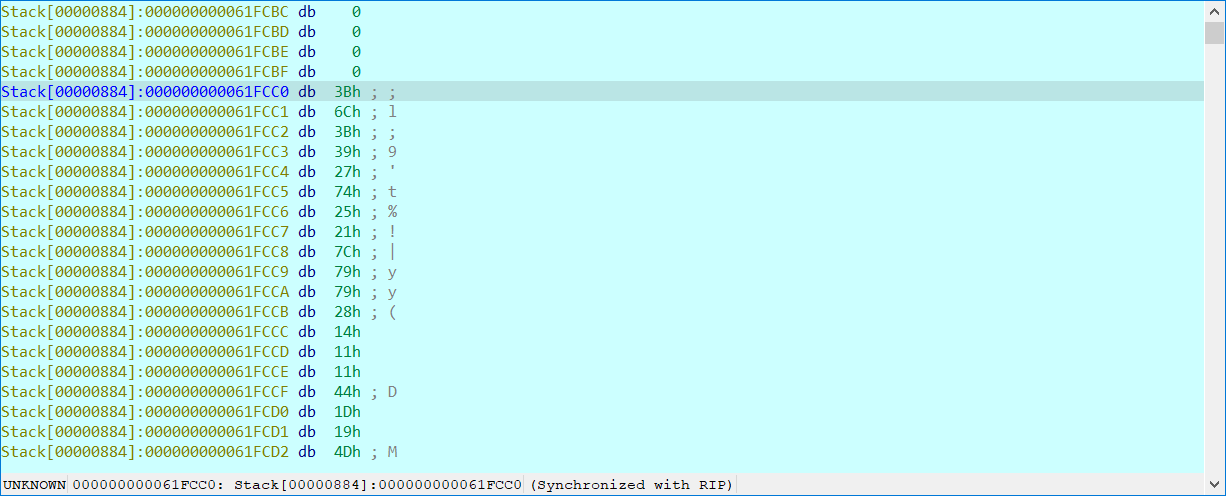 Stack[00000884]:000000000061FCBC db 0
Stack[00000884]:000000000061FCBD db 0
Stack[00000884]:000000000061FCBE db 0
Stack[00000884]:000000000061FCBF db 0
Stack[00000884]:000000000061FCC0 db 3Bh ; ;
Stack[00000884]:000000000061FCC1 db 6Ch ; l
Stack[00000884]:000000000061FCC2 db 3Bh ; ;
Stack[00000884]:000000000061FCC3 db 39h ; 9
Stack[00000884]:000000000061FCC4 db 27h ; '
Stack[00000884]:000000000061FCC5 db 74h ; t
Stack[00000884]:000000000061FCC6 db 25h ; %
Stack[00000884]:000000000061FCC7 db 21h ; !
Stack[00000884]:000000000061FCC8 db 7Ch ; |
Stack[00000884]:000000000061FCC9 db 79h ; y
Stack[00000884]:000000000061FCCA db 79h ; y
Stack[00000884]:000000000061FCCB db 28h ; (
Stack[00000884]:000000000061FCCC db 14h
Stack[00000884]:000000000061FCCD db 11h
Stack[00000884]:000000000061FCCE db 11h
Stack[00000884]:000000000061FCCF db 44h ; D
Stack[00000884]:000000000061FCD0 db 1Dh
Stack[00000884]:000000000061FCD1 db 19h
Stack[00000884]:000000000061FCD2 db 4Dh ; M
UNKNOWN 000000000061FCC0: Stack[00000884]:000000000061FCC0 (Synchronized with RIP)